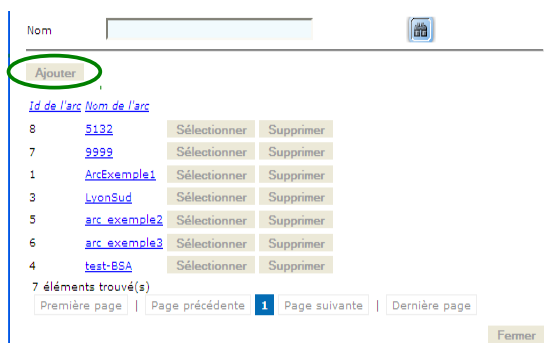 Nom
Ajouter
Id de l'arc Nom de l'arc
8 5132 Sélectionner Supprimer
7 9999 Sélectionner Supprimer
1 ArcExemple1 Sélectionner Supprimer
3 LyonSud Sélectionner Supprimer
5 arc exemple2 Sélectionner Supprimer
6 arc exemple3 Sélectionner Supprimer
4 test-BSA Sélectionner Supprimer
7 éléments trouvé(s)
Première page | Page précédente 1 Page suivante | Dernière page
Fermer